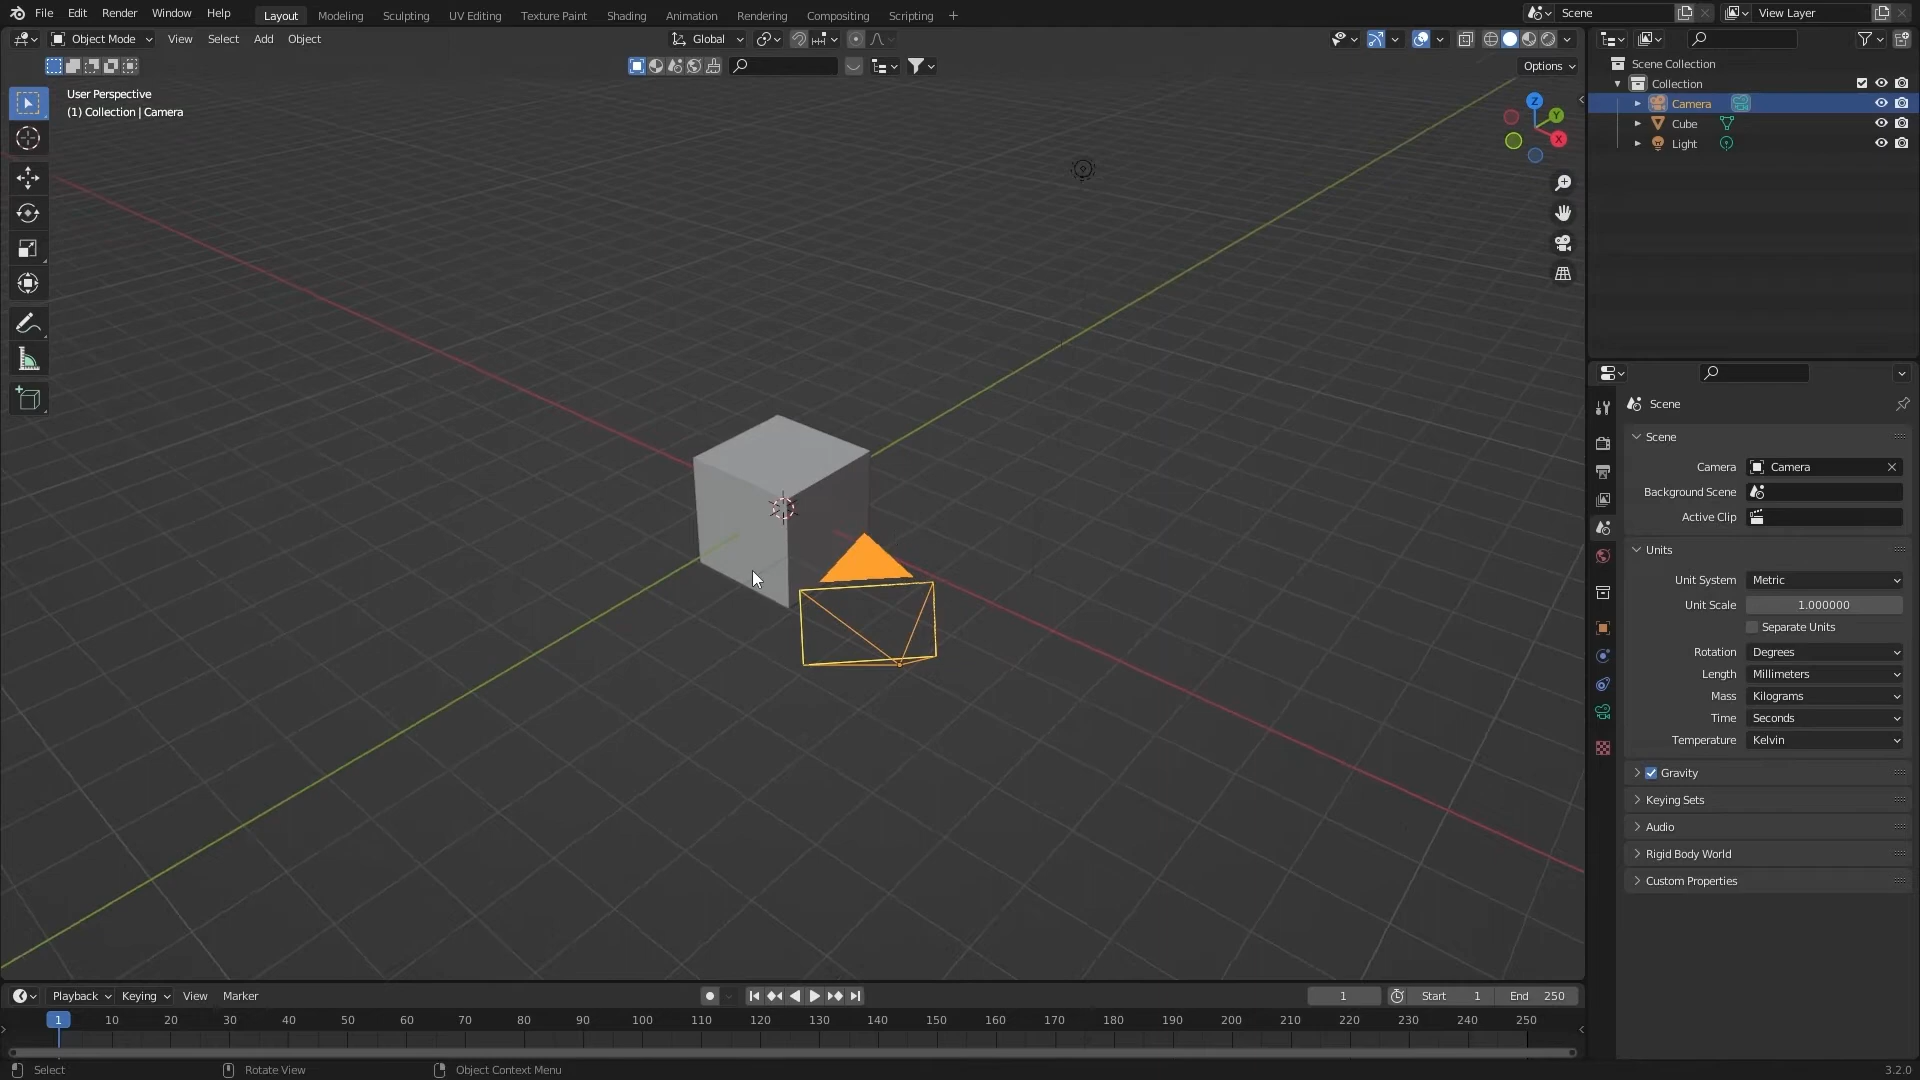 File Edit Render Window Help
Layout Modeling Sculpting UV Editing Texture Paint Shading Animation Rendering Compositing Scripting +
Scene
View Layer
Object Mode View Select Add Object
Global
Options
User Perspective
(1) Collection | Camera
Z
Y
X
Scene Collection
Collection
Camera
Cube
Light
Scene
Scene
Camera Camera
Background Scene
Active Clip
Units
Unit System Metric
Unit Scale 1.000000
Separate Units
Rotation Degrees
Length Millimeters
Mass Kilograms
Time Seconds
Temperature Kelvin
Gravity
Keying Sets
Audio
Rigid Body World
Custom Properties
Playback Keying View Marker
1
Start 1
End 250
1 10 20 30 40 50 60 70 80 90 100 110 120 130 140 150 160 170 180 190 200 210 220 230 240 250
Select
Rotate View
Object Context Menu
3.2.0